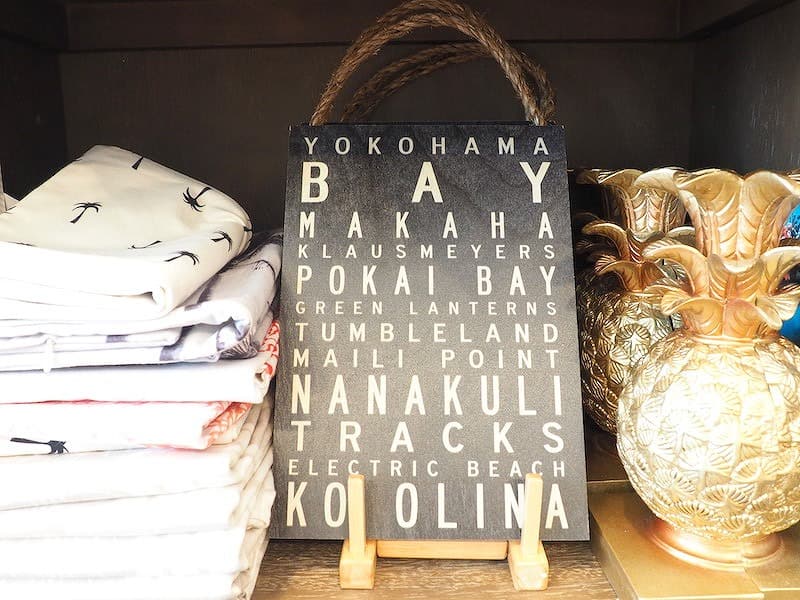 YOKOHAMA
BAY
MAKAHA
KLAUSMEYERS
POKAI BAY
GREEN LANTERNS
TUMBLELAND
MAILI POINT
NANAKULI
TRACKS
ELECTRIC BEACH
KO OLINA